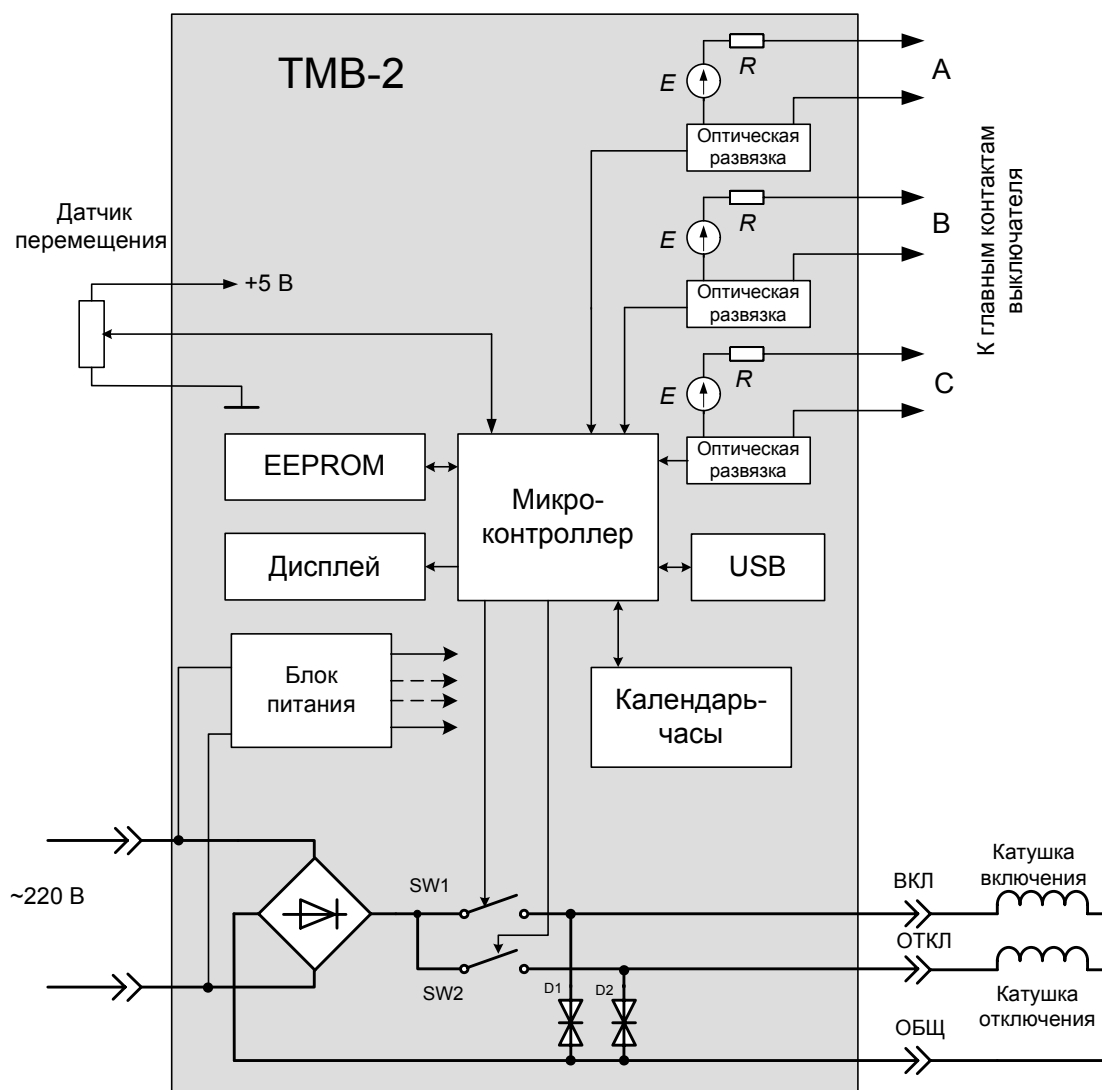 ТМВ-2
R
E
A
Оптическая
развязка
R
E
B
Оптическая
развязка
R
E
C
Оптическая
развязка
К главным контактам
выключателя
Датчик
перемещения
+5 В
EEPROM
Микро-
контроллер
Дисплей
USB
Блок
питания
Календарь-
часы
~220 В
SW1
SW2
D1
D2
ВКЛ
Катушка
включения
ОТКЛ
Катушка
отключения
ОБЩ